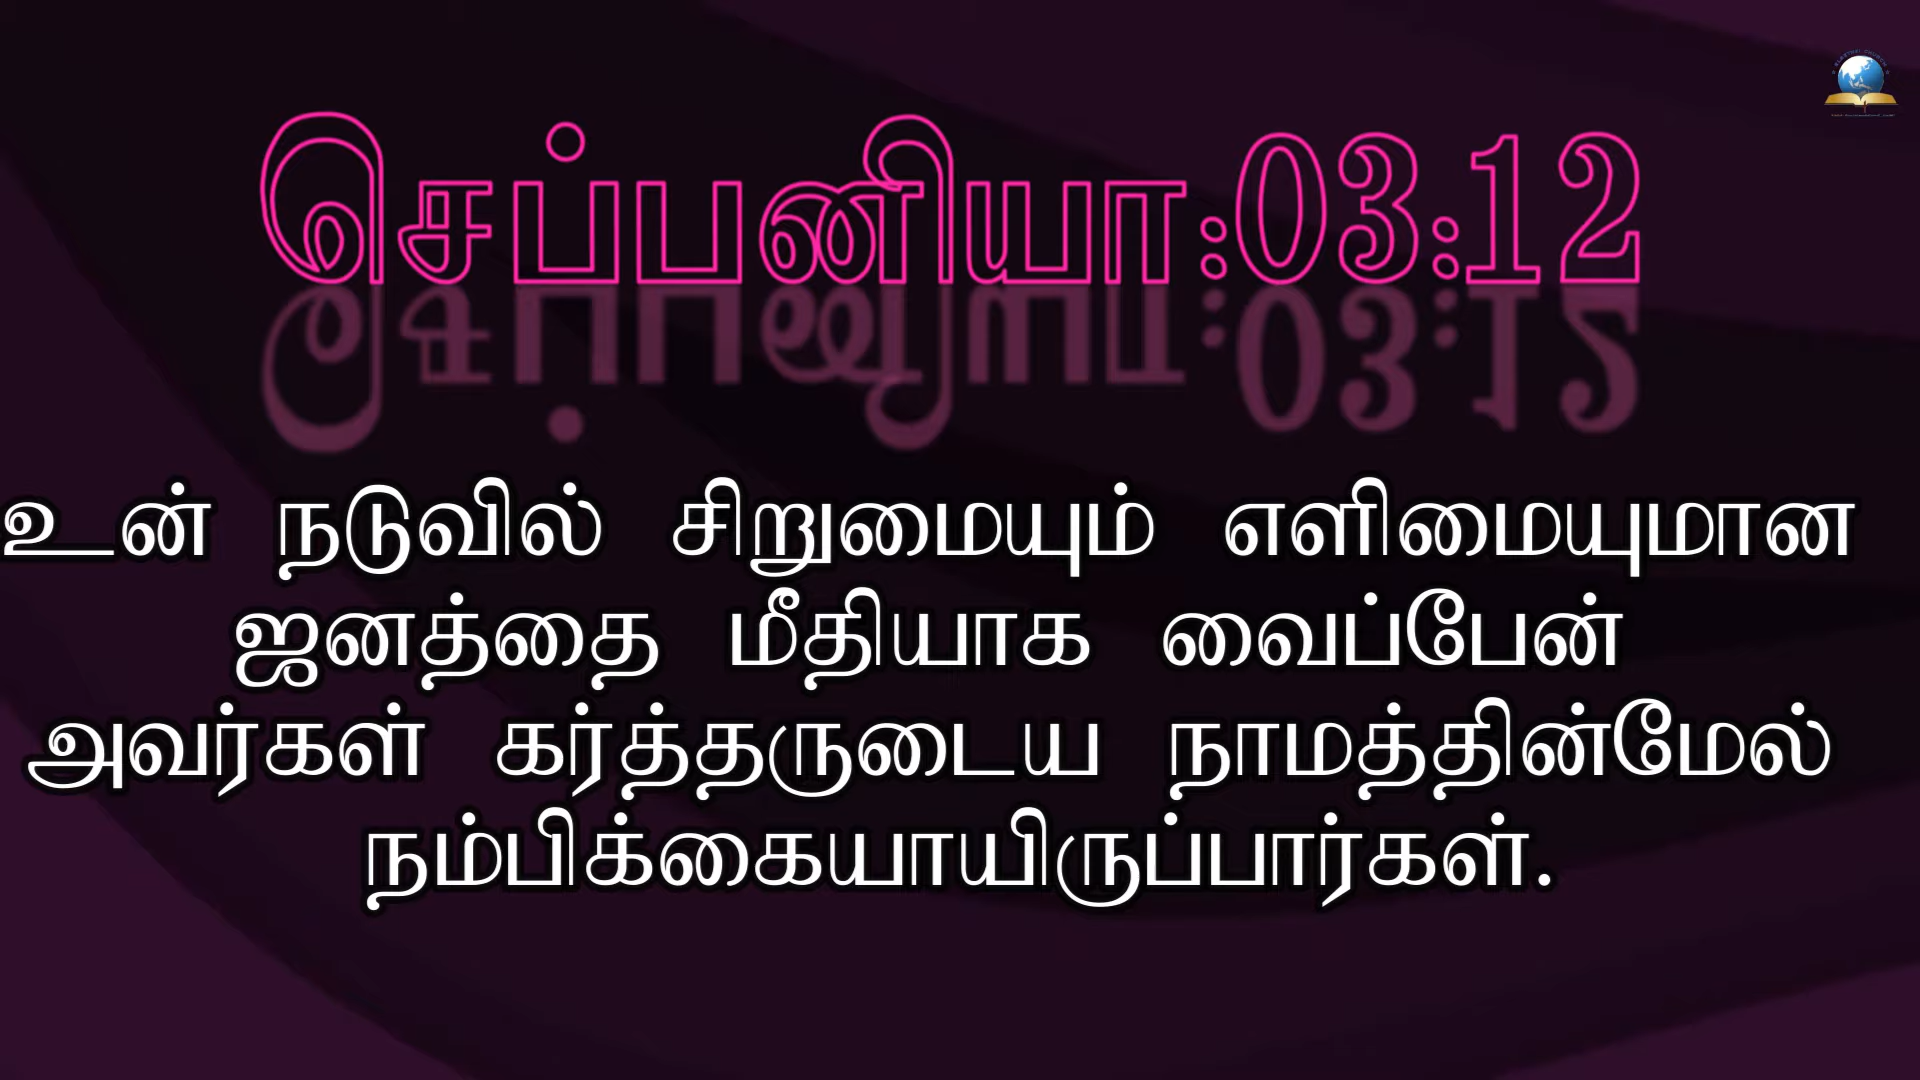 செப்பனியா:03:12
உன் நடுவில் சிறுமையும் எளிமையுமான
ஜனத்தை மீதியாக வைப்பேன்
அவர்கள் கர்த்தருடைய நாமத்தின்மேல்
நம்பிக்கையாயிருப்பார்கள்.